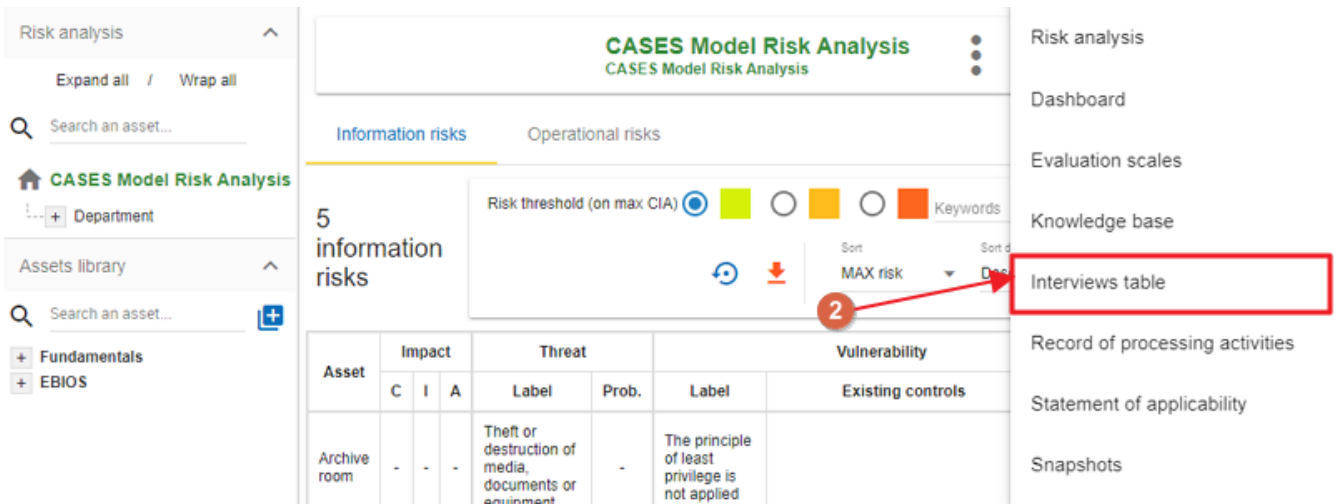 Risk analysis
Expand all / Wrap all
Search an asset...
CASES Model Risk Analysis
+ Department
Assets library
Search an asset...
+ Fundamentals
+ EBIOS
CASES Model Risk Analysis
CASES Model Risk Analysis
Information risks Operational risks
5
information
risks
Risk threshold (on max CIA)
Keywords
Sort
MAX risk
Sort d
2
Asset
Impact
Threat
Vulnerability
C I A
Label
Prob.
Label
Existing controls
Archive
room
- - -
Theft or
destruction of
media,
documents or
equipment
-
The principle
of least
privilege is
not applied
Risk analysis
Dashboard
Evaluation scales
Knowledge base
Interviews table
Record of processing activities
Statement of applicability
Snapshots